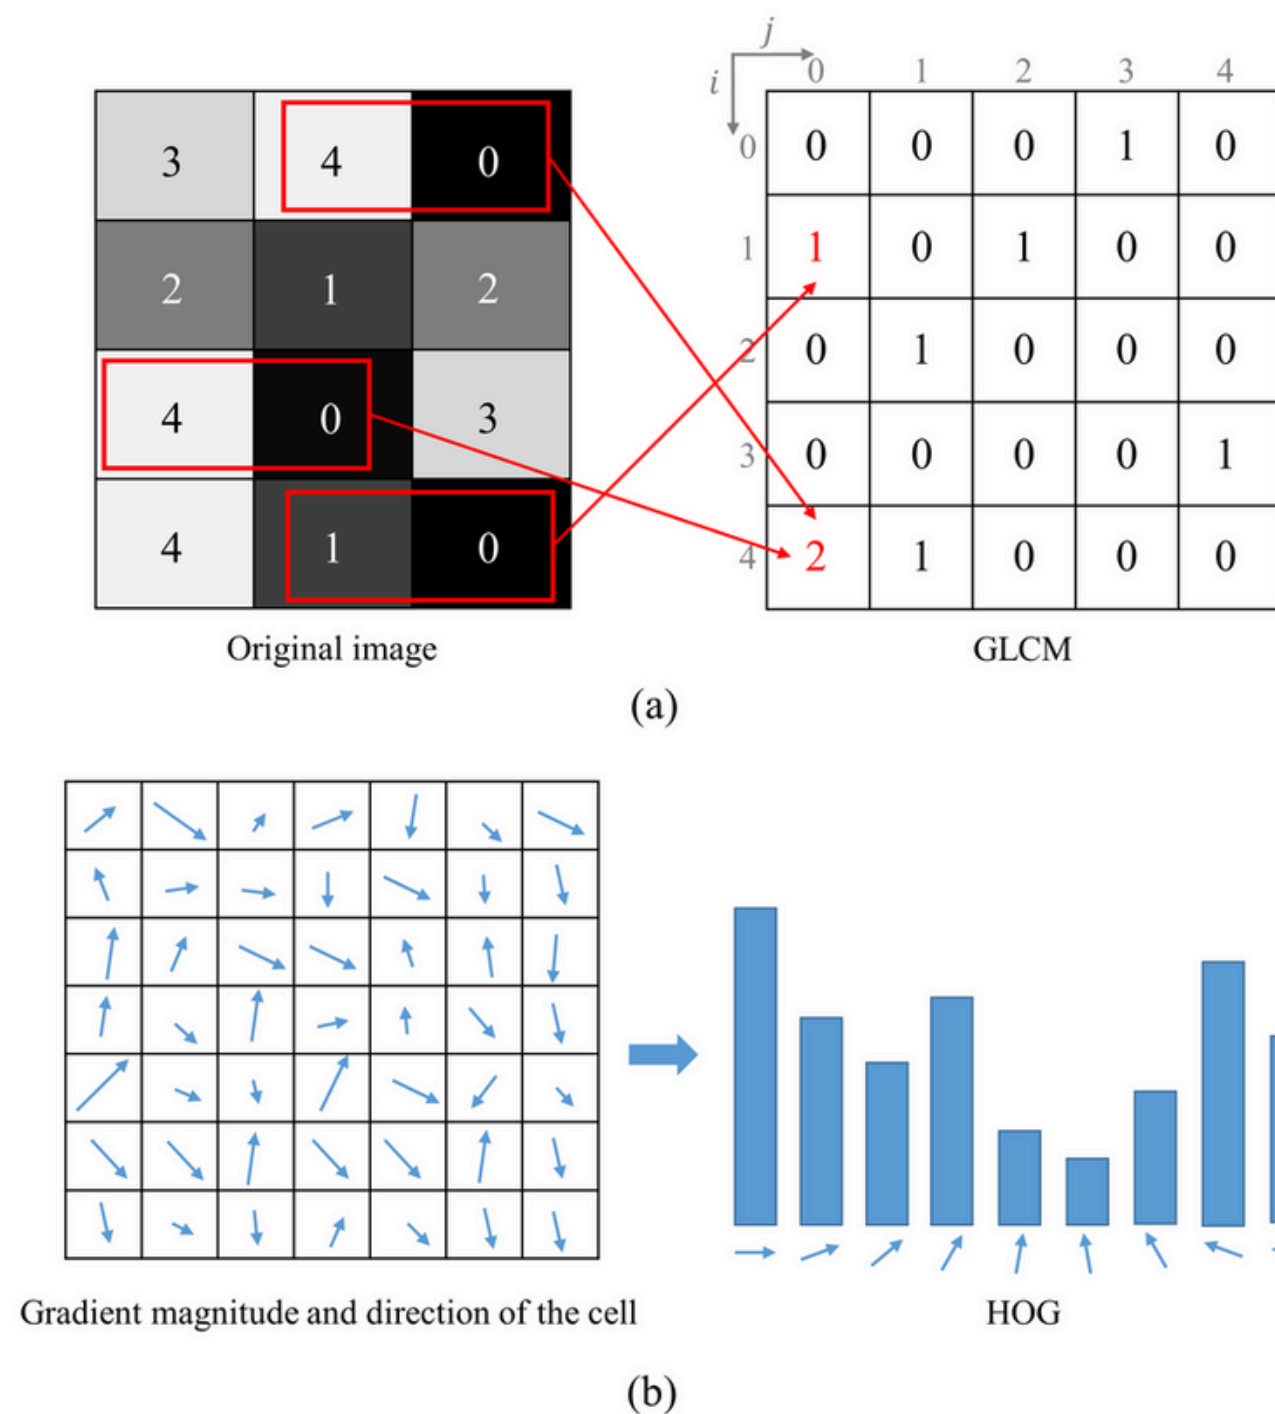 j
i
0 1 2 3 4
3 4 0
0 0 0 0 1 0
2 1 2
1 1 0 1 0 0
4 0 3
2 0 1 0 0 0
3 0 0 0 0 1
4 1 0
4 2 1 0 0 0
Original image
GLCM
(a)
Gradient magnitude and direction of the cell
HOG
(b)